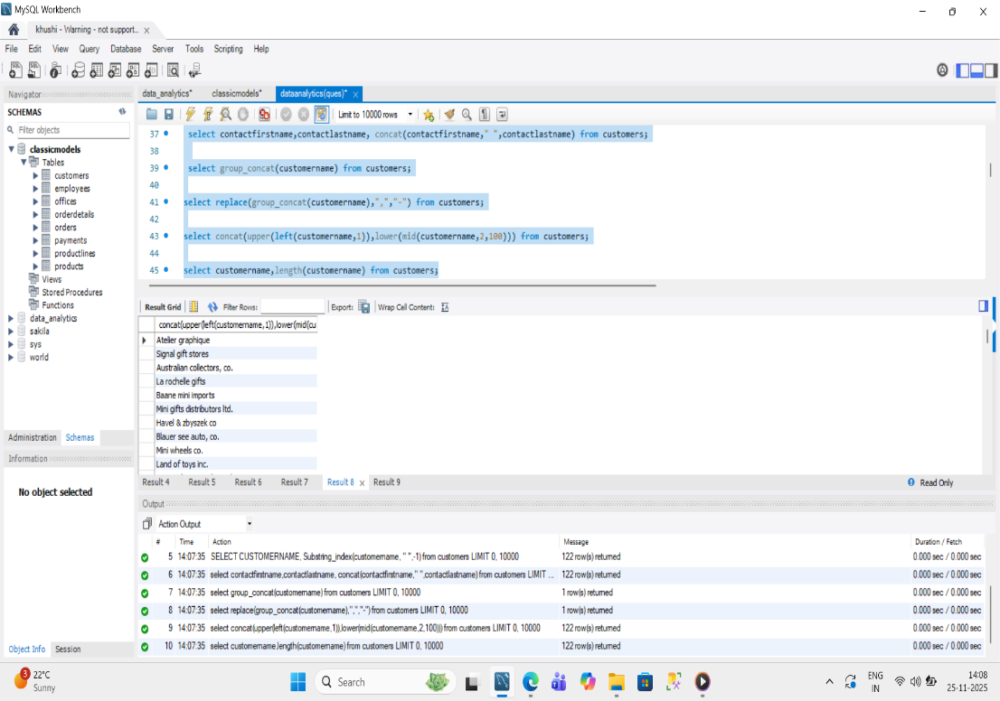 MySQL Workbench
khushi - Warning - not support...
File Edit View Query Database Server Tools Scripting Help
Navigator
SCHEMAS
Filter objects
classicmodels
Tables
customers
employees
offices
orderdetails
orders
payments
productlines
products
Views
Stored Procedures
Functions
data_analytics
sakila
sys
world
Administration Schemas
Information
No object selected
Object Info Session
data_analytics* classicmodels* dataanalytics(ques)*
Limit to 10000 rows
37 select contactfirstname,contactlastname, concat(contactfirstname," ",contactlastname) from customers;
38
39 select group_concat(customername) from customers;
40
41 select replace(group_concat(customername),",","-") from customers;
42
43 select concat(upper(left(customername,1)),lower(mid(customername,2,100))) from customers;
44
45 select customername,length(customername) from customers;
Result Grid Filter Rows: Export: Wrap Cell Content:
concat(upper(left(customername,1)),lower(mid(cu
Atelier graphique
Signal gift stores
Australian collectors, co.
La rochelle gifts
Baane mini imports
Mini gifts distributors ltd.
Havel & zbyszek co
Blauer see auto, co.
Mini wheels co.
Land of toys inc.
Result 4 Result 5 Result 6 Result 7 Result 8 Result 9 Read Only
Output
Action Output
# Time Action Message Duration / Fetch
5 14:07:35 SELECT CUSTOMERNAME, Substring_index(customername, " ",-1) from customers LIMIT 0, 10000 122 row(s) returned 0.000 sec / 0.000 sec
6 14:07:35 select contactfirstname,contactlastname, concat(contactfirstname," ",contactlastname) from customers LIMIT ... 122 row(s) returned 0.000 sec / 0.000 sec
7 14:07:35 select group_concat(customername) from customers LIMIT 0, 10000 1 row(s) returned 0.000 sec / 0.000 sec
8 14:07:35 select replace(group_concat(customername),",","-") from customers LIMIT 0, 10000 1 row(s) returned 0.000 sec / 0.000 sec
9 14:07:35 select concat(upper(left(customername,1)),lower(mid(customername,2,100))) from customers LIMIT 0, 10000 122 row(s) returned 0.000 sec / 0.000 sec
10 14:07:35 select customername,length(customername) from customers LIMIT 0, 10000 122 row(s) returned 0.000 sec / 0.000 sec
3
22°C
Sunny
Search
ENG
IN
14:08
25-11-2025